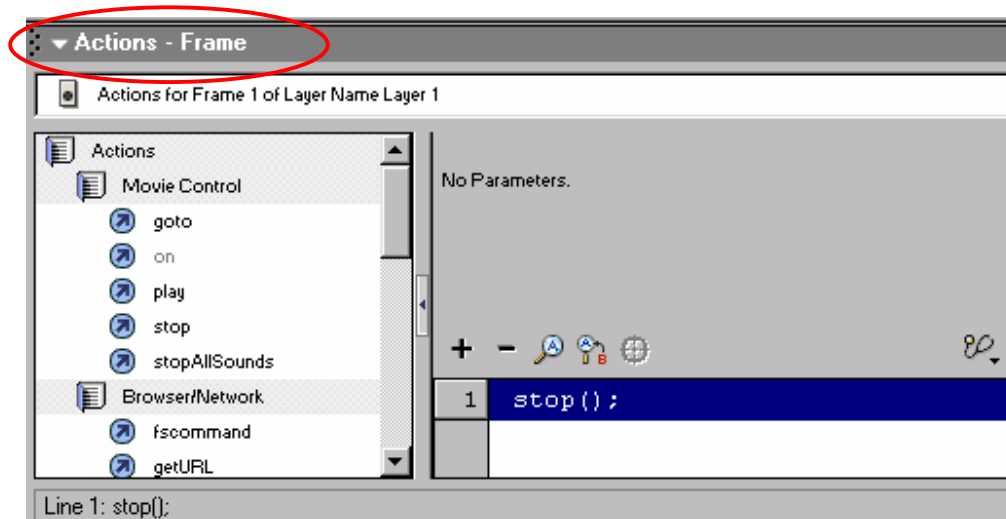 Actions - Frame
Actions for Frame 1 of Layer Name Layer 1
Actions
Movie Control
goto
on
play
stop
stopAllSounds
Browser/Network
fscommand
getURL
No Parameters.
1 stop();
Line 1: stop();